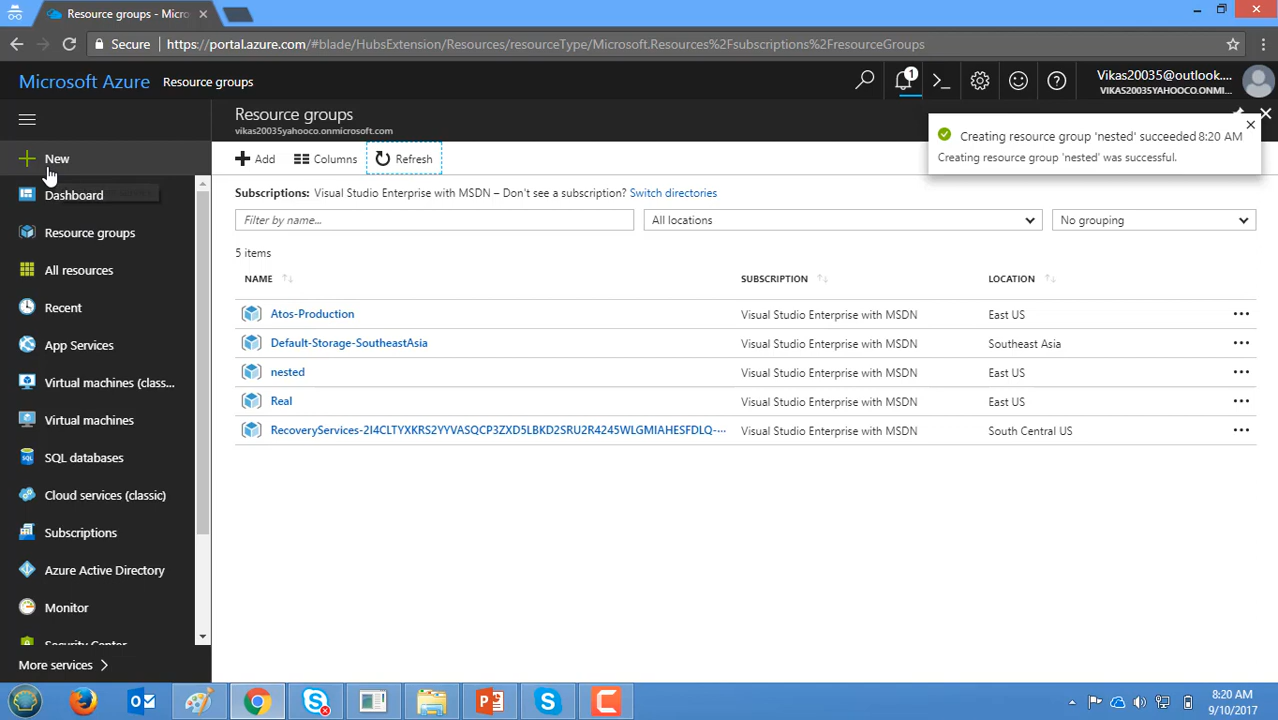 Resource groups - Micro
Secure
https://portal.azure.com/#blade/HubsExtension/Resources/resourceType/Microsoft.Resources%2Fsubscriptions%2FresourceGroups
Microsoft Azure
Resource groups
1
Vikas20035@outlook....
VIKAS20035YAHOOCO.ONMI...
Resource groups
vikas20035yahooco.onmicrosoft.com
Creating resource group 'nested' succeeded 8:20 AM
Creating resource group 'nested' was successful.
New
Add
Columns
Refresh
Dashboard
Resource groups
All resources
Recent
App Services
Virtual machines (class...
Virtual machines
SQL databases
Cloud services (classic)
Subscriptions
Azure Active Directory
Monitor
Security Center
More services
Subscriptions: Visual Studio Enterprise with MSDN – Don't see a subscription? Switch directories
Filter by name...
All locations
No grouping
5 items
NAME SUBSCRIPTION LOCATION
Atos-Production Visual Studio Enterprise with MSDN East US
Default-Storage-SoutheastAsia Visual Studio Enterprise with MSDN Southeast Asia
nested Visual Studio Enterprise with MSDN East US
Real Visual Studio Enterprise with MSDN East US
RecoveryServices-2I4CLTYXKRS2YYVASQCP3ZXD5LBKD2SRU2R4245WLGMIAHESFDLQ-... Visual Studio Enterprise with MSDN South Central US
8:20 AM
9/10/2017